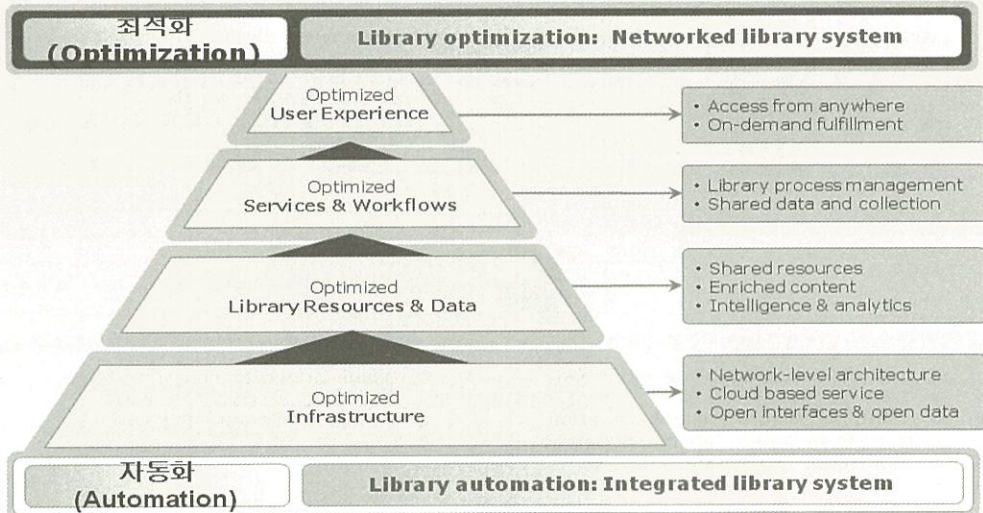 최적화
(Optimization)
Library optimization: Networked library system
Optimized
User Experience
• Access from anywhere
• On-demand fulfillment
Optimized
Services & Workflows
• Library process management
• Shared data and collection
Optimized
Library Resources & Data
• Shared resources
• Enriched content
• Intelligence & analytics
Optimized
Infrastructure
• Network-level architecture
• Cloud based service
• Open interfaces & open data
자동화
(Automation)
Library automation: Integrated library system